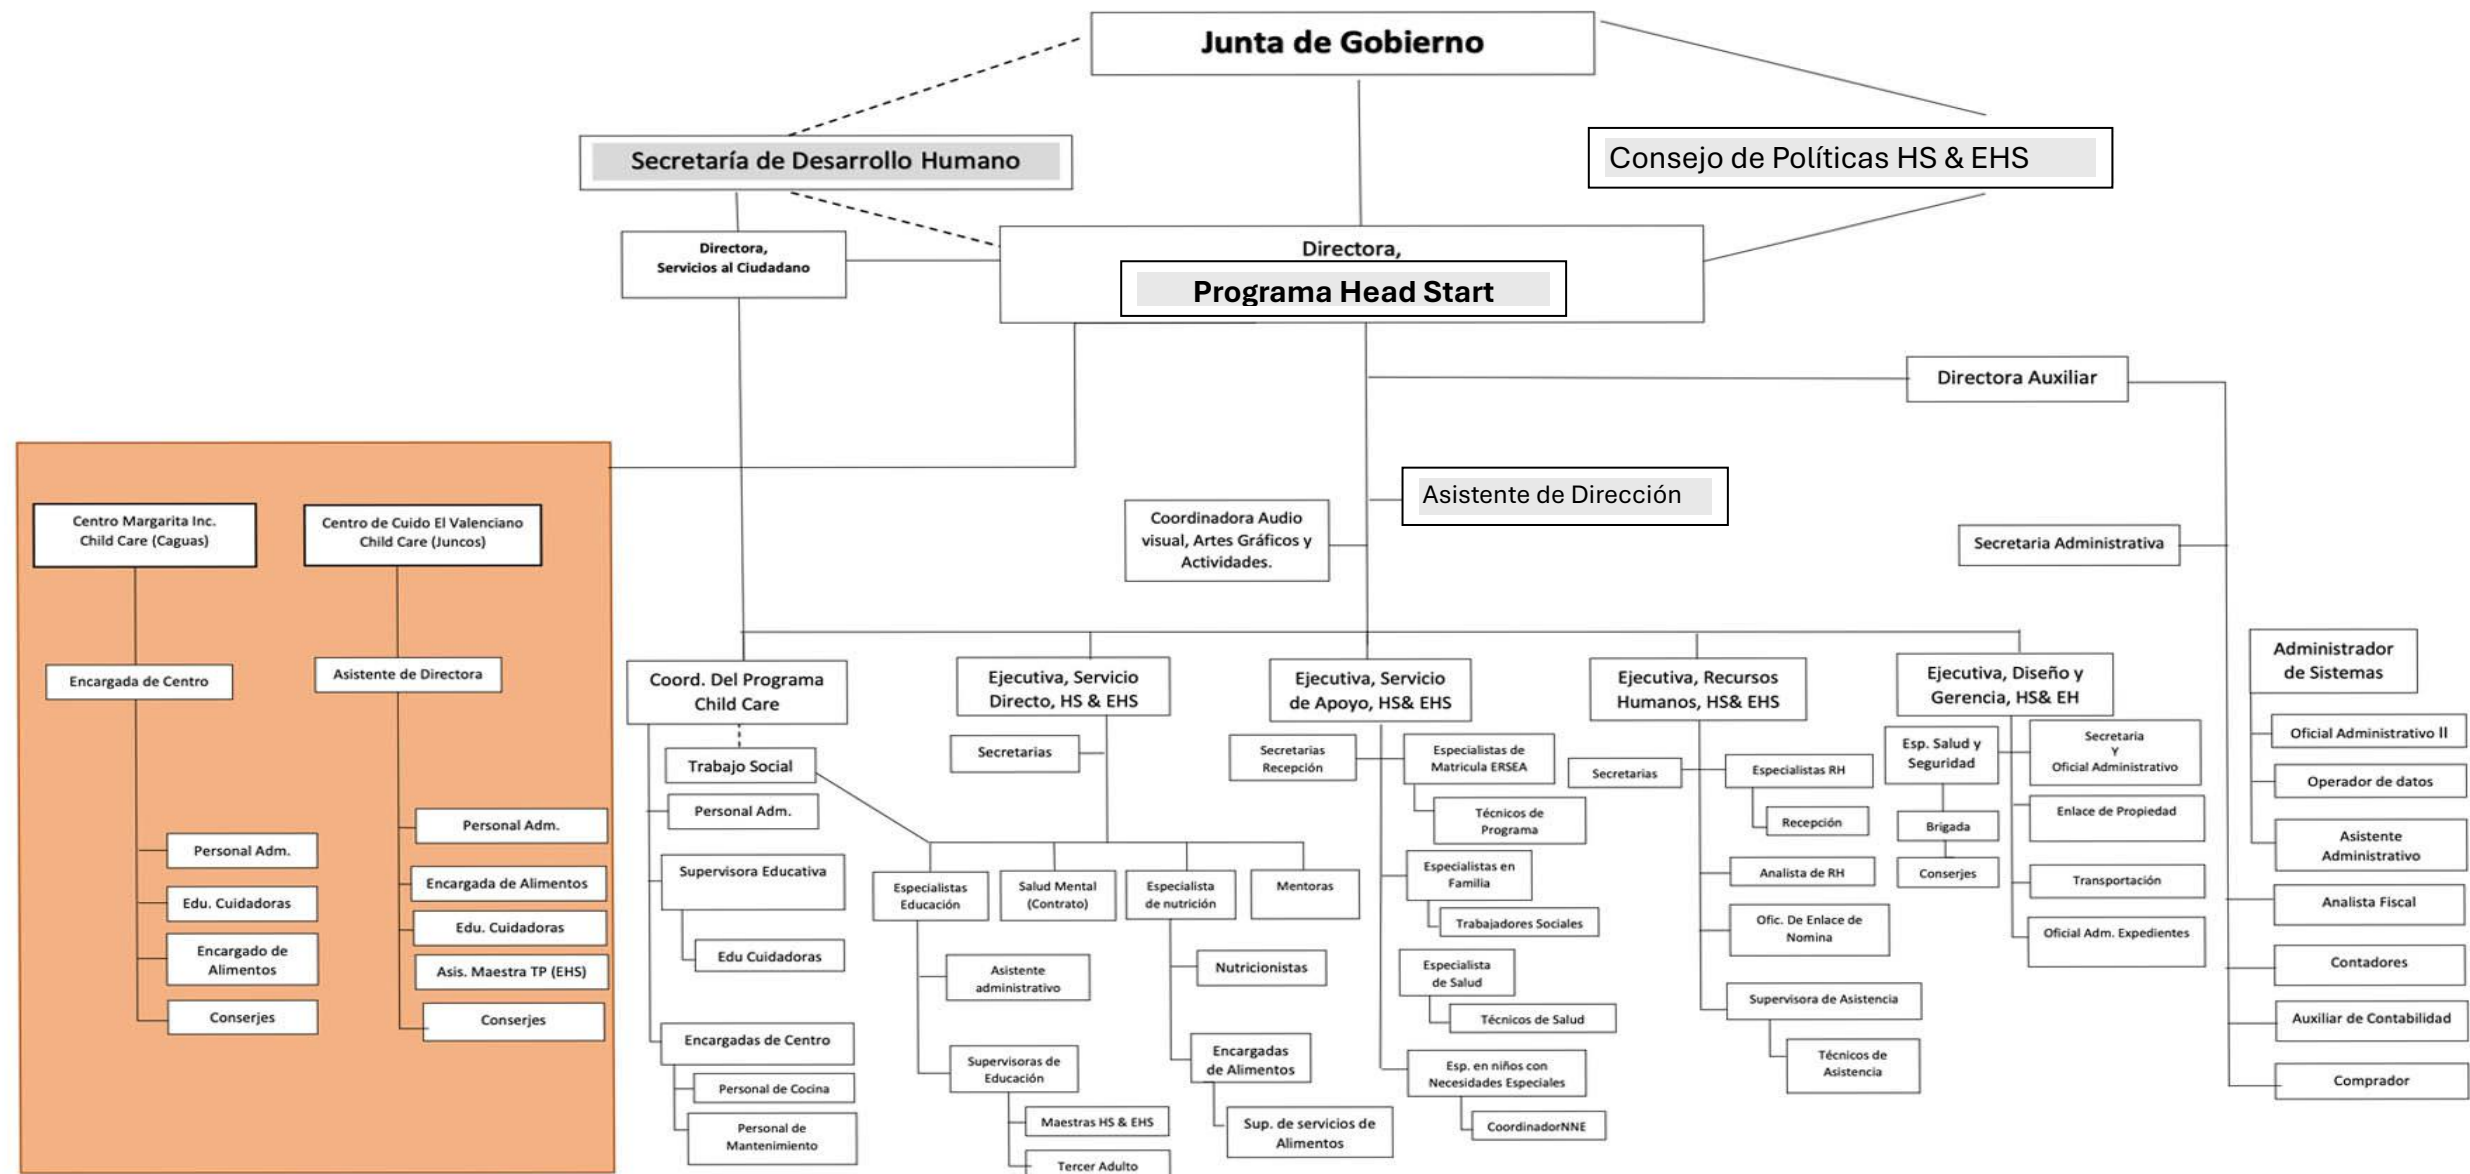 Junta de Gobierno
Secretaría de Desarrollo Humano
Consejo de Políticas HS & EHS
Directora,
Servicios al Ciudadano
Directora,
Programa Head Start
Directora Auxiliar
Asistente de Dirección
Coordinadora Audio
visual, Artes Gráficos y
Actividades.
Secretaria Administrativa
Centro Margarita Inc.
Child Care (Caguas)
Centro de Cuido El Valenciano
Child Care (Juncos)
Encargada de Centro
Asistente de Directora
Personal Adm.
Edu. Cuidadoras
Encargado de
Alimentos
Conserjes
Personal Adm.
Encargada de Alimentos
Edu. Cuidadoras
Asis. Maestra TP (EHS)
Conserjes
Coord. Del Programa
Child Care
Trabajo Social
Personal Adm.
Supervisora Educativa
Edu Cuidadoras
Encargadas de Centro
Personal de Cocina
Personal de
Mantenimiento
Ejecutiva, Servicio
Directo, HS & EHS
Secretarias
Especialistas
Educación
Salud Mental
(Contrato)
Especialista
de nutrición
Mentoras
Asistente
administrativo
Supervisoras de
Educación
Maestras HS & EHS
Tercer Adulto
Nutricionistas
Encargadas
de Alimentos
Sup. de servicios de
Alimentos
Ejecutiva, Servicio
de Apoyo, HS& EHS
Secretarias
Recepción
Especialistas de
Matricula ERSEA
Técnicos de
Programa
Especialistas en
Familia
Trabajadores Sociales
Especialista
de Salud
Técnicos de Salud
Esp. en niños con
Necesidades Especiales
CoordinadorNNE
Ejecutiva, Recursos
Humanos, HS& EHS
Secretarias
Especialistas RH
Recepción
Analista de RH
Ofic. De Enlace de
Nomina
Supervisora de Asistencia
Técnicos de
Asistencia
Ejecutiva, Diseño y
Gerencia, HS& EH
Esp. Salud y
Seguridad
Brigada
Conserjes
Secretaria
Y
Oficial Administrativo
Enlace de Propiedad
Transportación
Oficial Adm. Expedientes
Administrador
de Sistemas
Oficial Administrativo II
Operador de datos
Asistente
Administrativo
Analista Fiscal
Contadores
Auxiliar de Contabilidad
Comprador